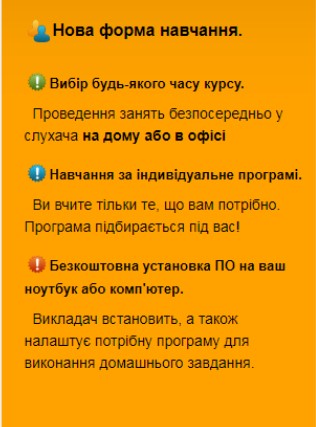 Нова форма навчання.
Вибір будь-якого часу курсу.
Проведення занять безпосередньо у
слухача на дому або в офісі
Навчання за індивідуальне програмі.
Ви вчите тільки те, що вам потрібно.
Програма підбирається під вас!
Безкоштовна установка ПО на ваш
ноутбук або комп'ютер.
Викладач встановить, а також
налаштує потрібну програму для
виконання домашнього завдання.